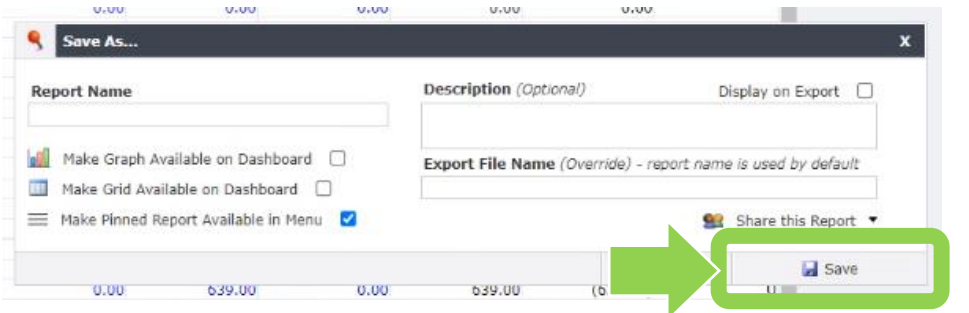 0.00 0.00 0.00 0.00 0.00
Save As... x
Report Name
Description (Optional)
Display on Export
Make Graph Available on Dashboard
Export File Name (Override) - report name is used by default
Make Grid Available on Dashboard
Make Pinned Report Available in Menu
Share this Report
Save
0.00 639.00 0.00 639.00 (6